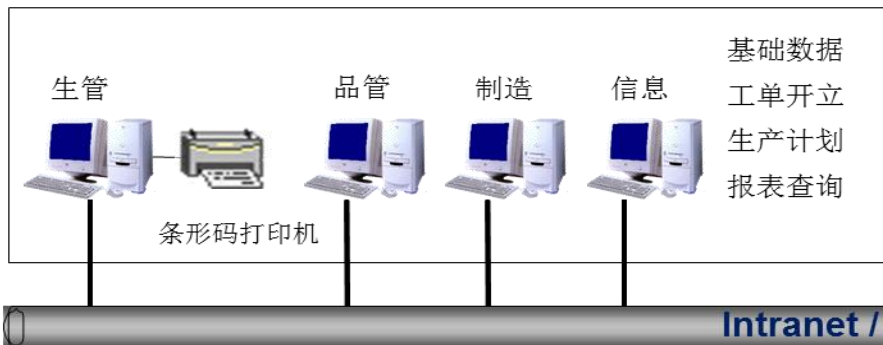 生管
品管
制造
信息
条形码打印机
基础数据
工单开立
生产计划
报表查询
Intranet /